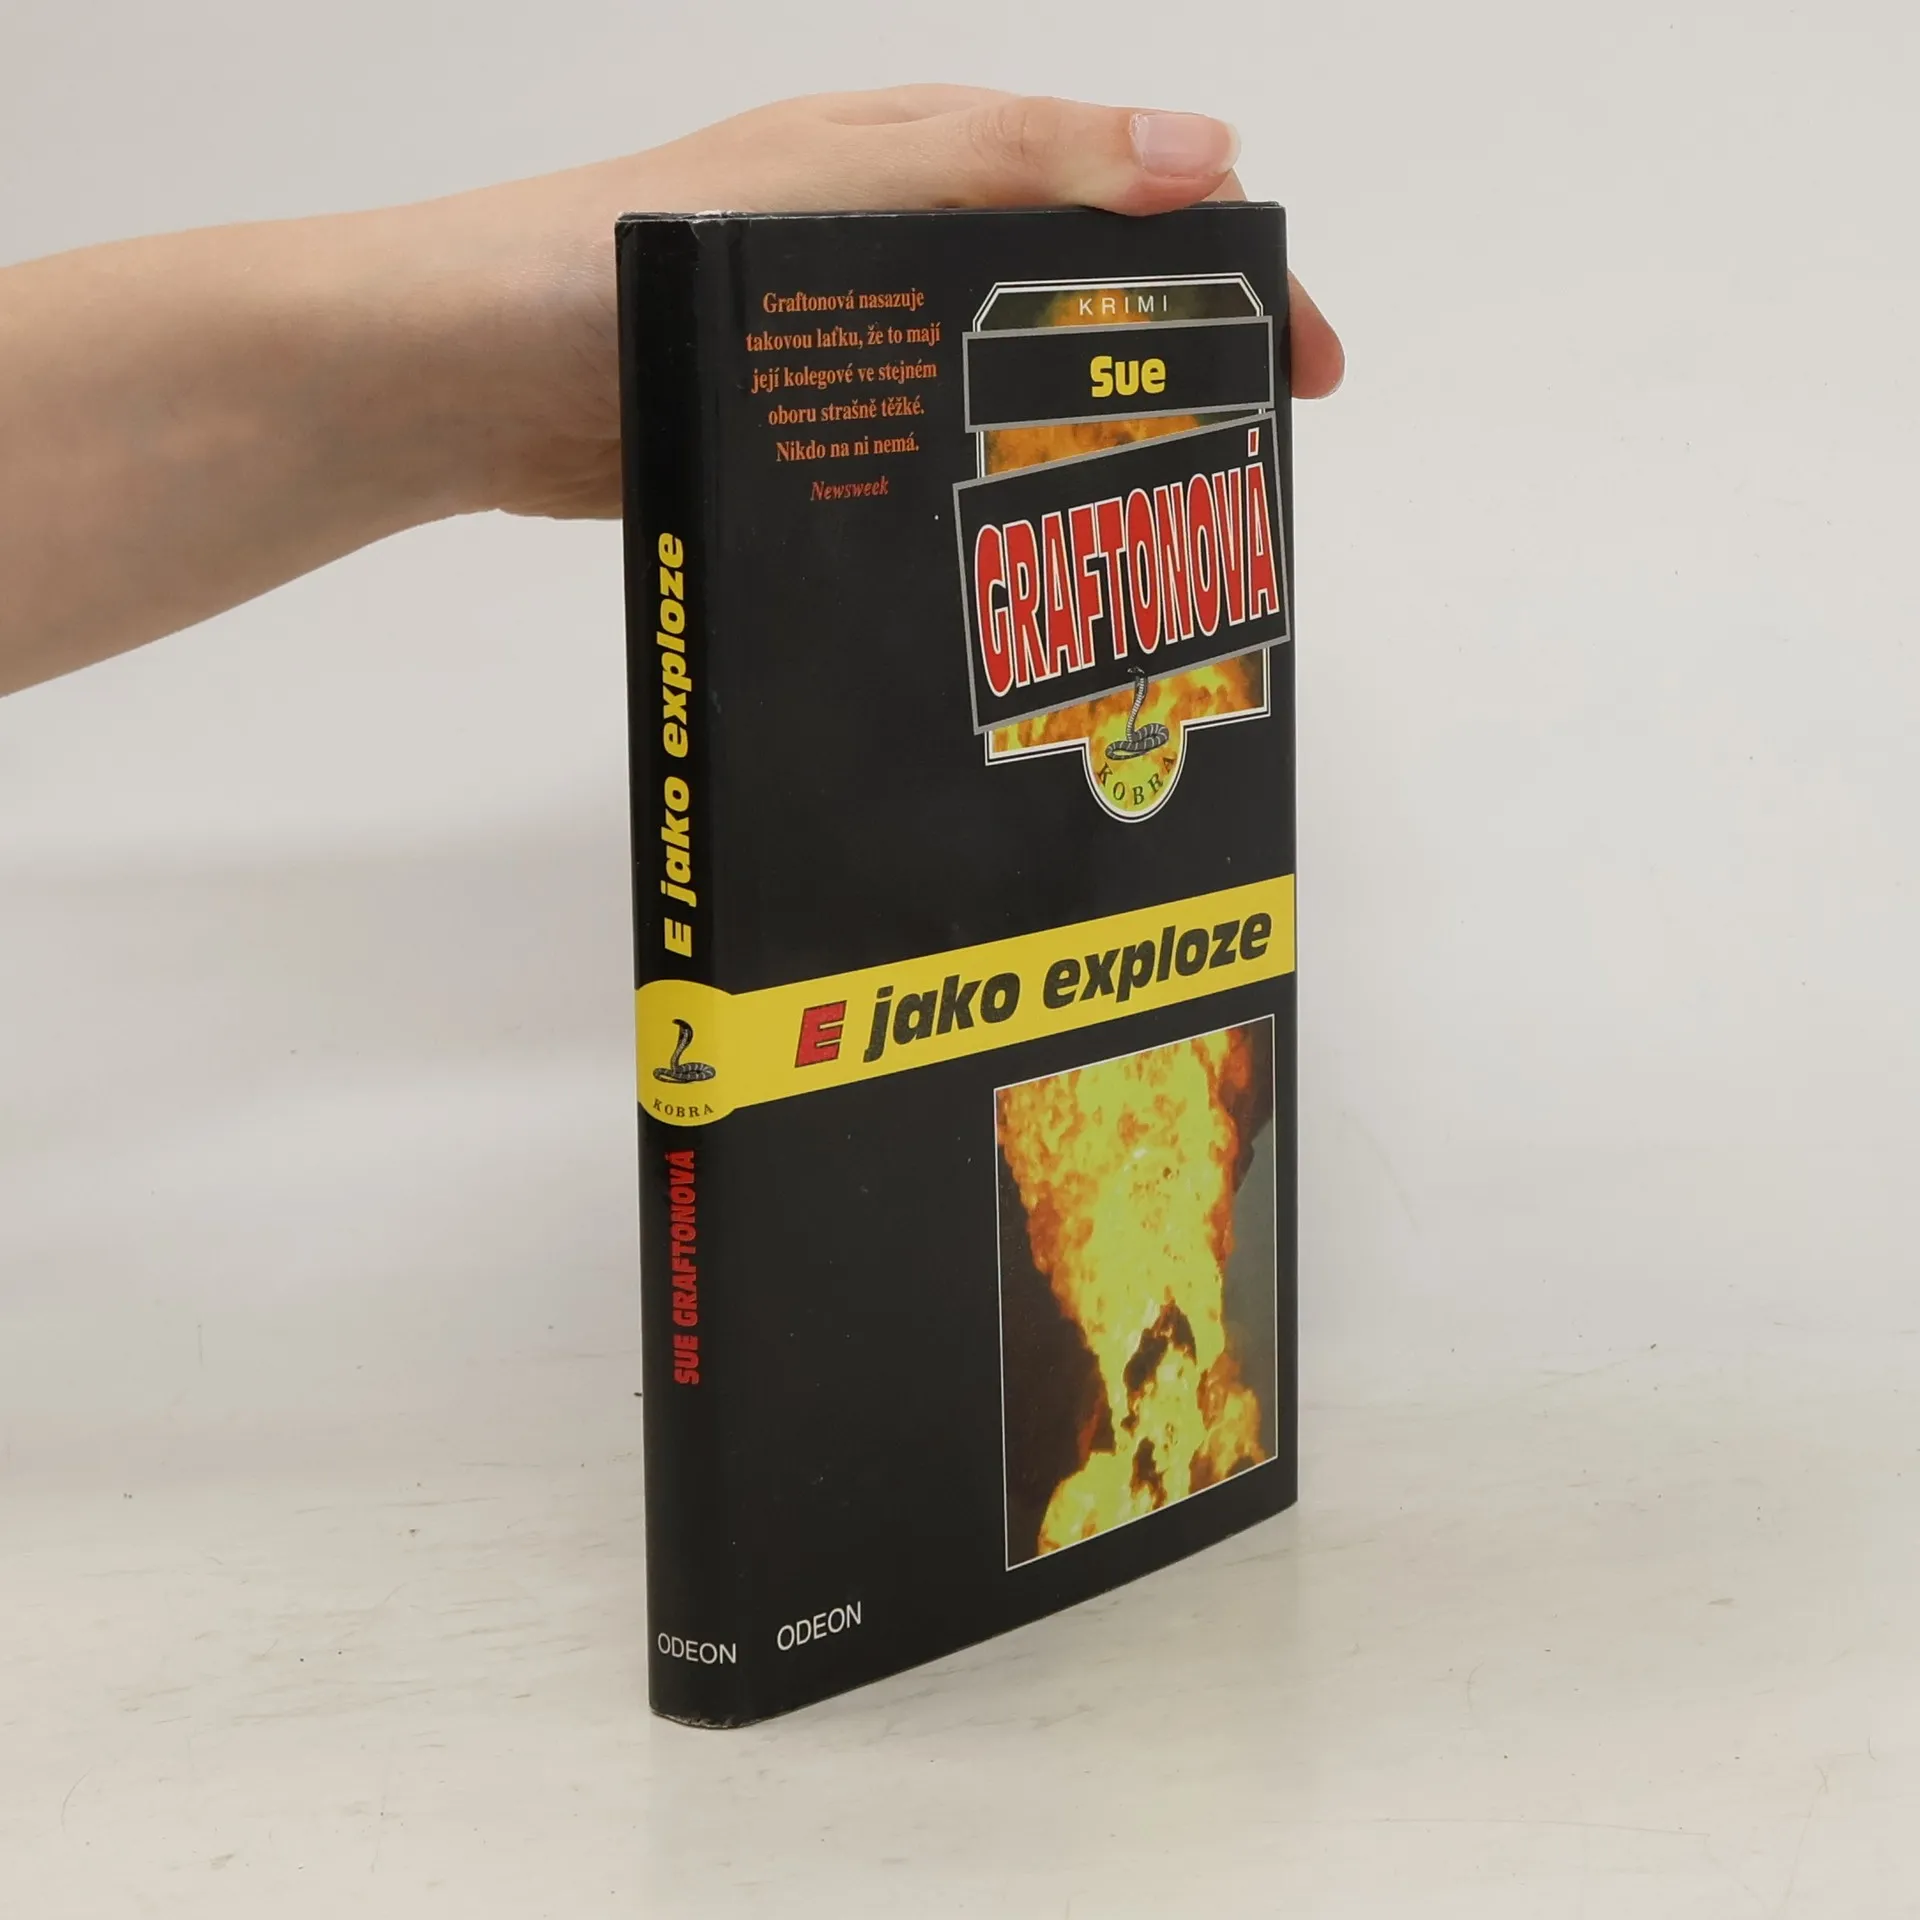 Graftonová nasazuje
takovou laťku, že to mají
její kolegové ve stejném
oboru strašně těžké.
Nikdo na ni nemá.
Newsweek
KRIMI
Sue
GRAFTONOVÁ
KOBRA
E jako exploze
ODEON
E jako exploze
KOBRA
SUE GRAFTONOVÁ
ODEON